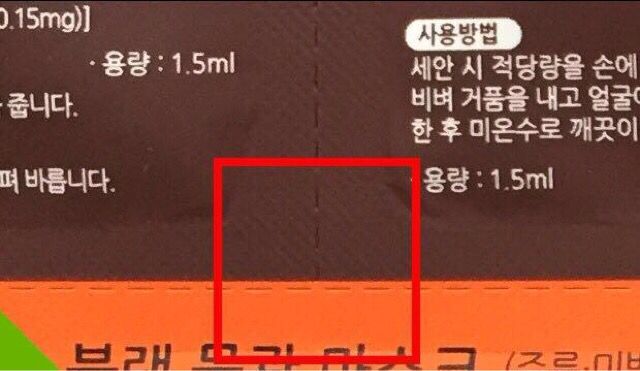 0.15mg)]
· 용량 : 1.5ml
줍니다.
펴 바릅니다.
사용방법
세안 시 적당량을 손에
비벼 거품을 내고 얼굴에
한 후 미온수로 깨끗이
· 용량 : 1.5ml